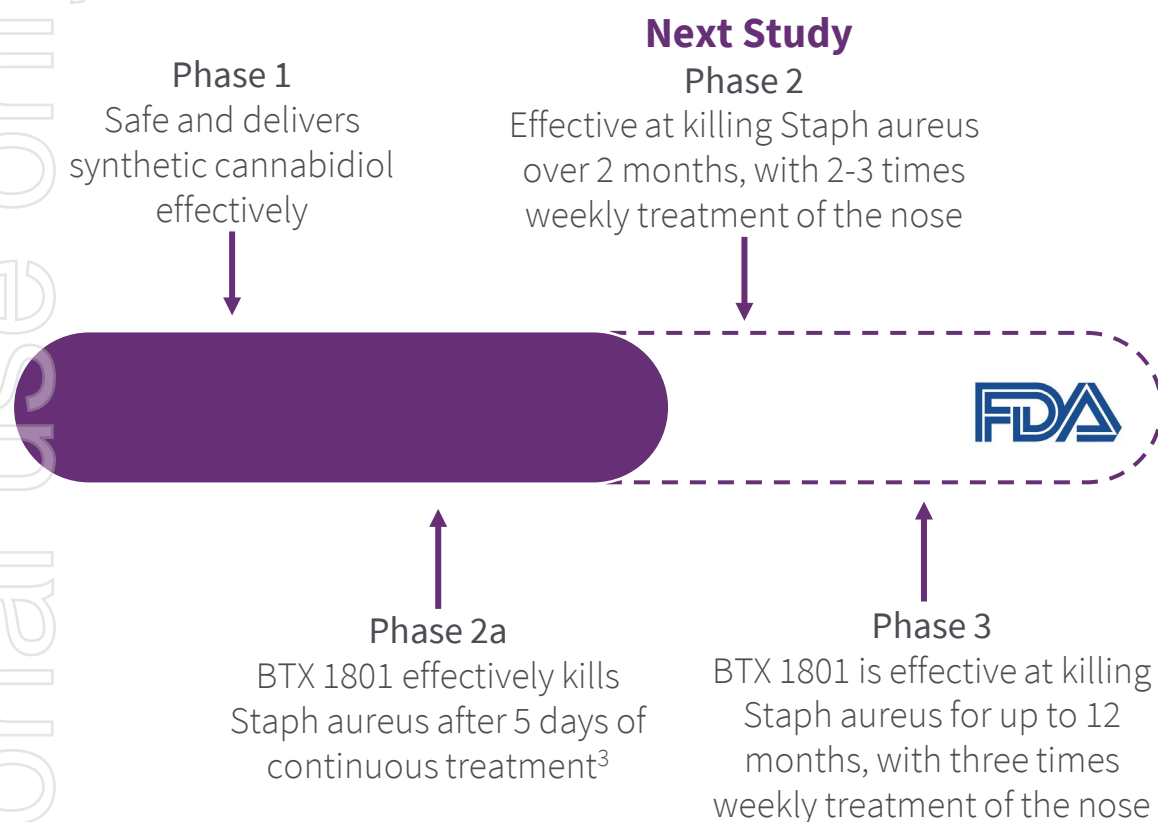 Next Study
Phase 1
Safe and delivers
synthetic cannabidiol
effectively
Phase 2
Effective at killing Staph aureus
over 2 months, with 2-3 times
weekly treatment of the nose
FDA
Phase 2a
BTX 1801 effectively kills
Staph aureus after 5 days of
continuous treatment³
Phase 3
BTX 1801 is effective at killing
Staph aureus for up to 12
months, with three times
weekly treatment of the nose
use